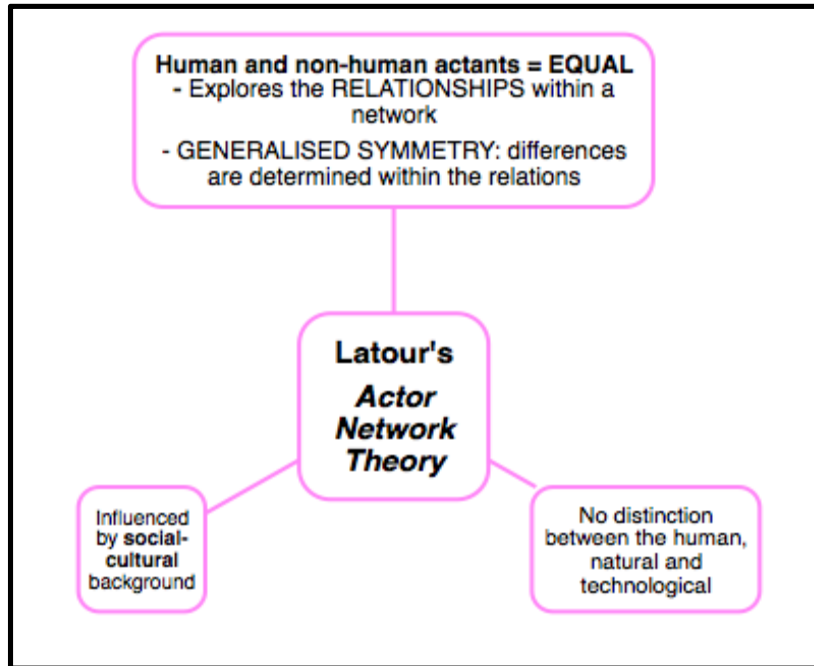 Human and non-human actants = EQUAL
- Explores the RELATIONSHIPS within a
network
- GENERALISED SYMMETRY: differences
are determined within the relations
Latour's
Actor
Network
Theory
Influenced
by social-
cultural
background
No distinction
between the human,
natural and
technological